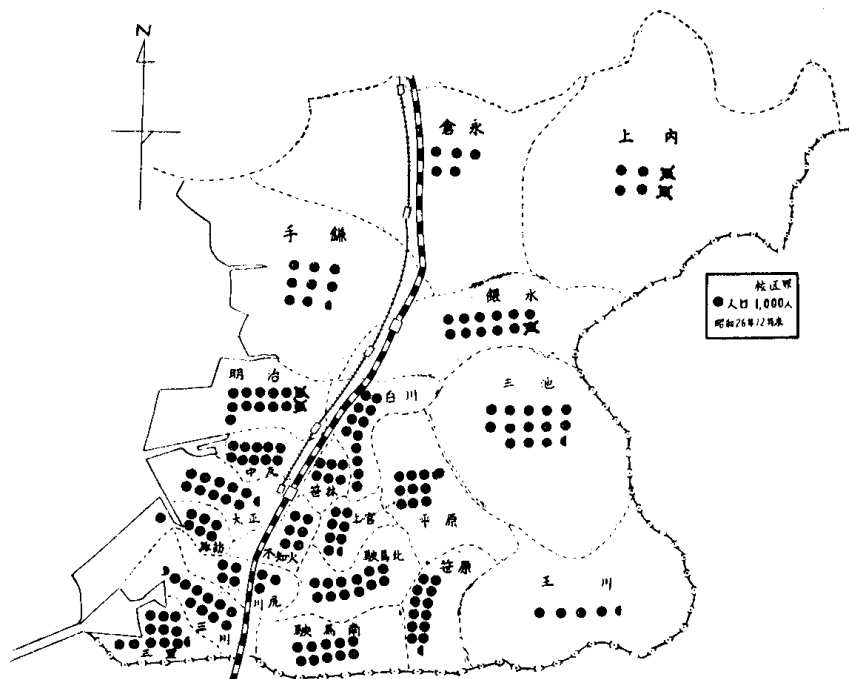 N
倉永
上内
手鎌
銀水
校区界
人口 1,000人
昭和26年12月末
明治
白川
三池
中友
笹林
大正
上官
平原
諏訪
不知火
駛馬北
笹原
玉川
川尻
三川
駛馬南
三里